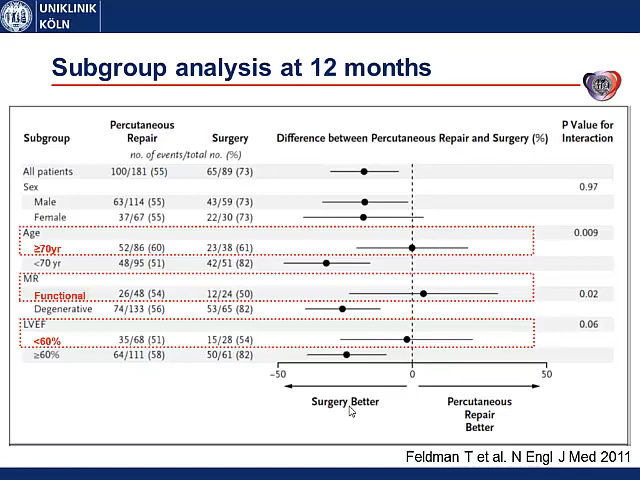 UNIKLINIK
KÖLN
Subgroup analysis at 12 months
Subgroup Percutaneous Repair Surgery Difference between Percutaneous Repair and Surgery (%) P Value for Interaction
no. of events/total no. (%)
All patients 100/181 (55) 65/89 (73)
Sex 0.97
Male 63/114 (55) 43/59 (73)
Female 37/67 (55) 22/30 (73)
Age 0.009
≥70yr 52/86 (60) 23/38 (61)
<70 yr 48/95 (51) 42/51 (82)
MR
Functional 26/48 (54) 12/24 (50) 0.02
Degenerative 74/133 (56) 53/65 (82)
LVEF 0.06
<60% 35/68 (51) 15/28 (54)
≥60% 64/111 (58) 50/61 (82)
−50 0 50
Surgery Better Percutaneous
Repair
Better
Feldman T et al. N Engl J Med 2011